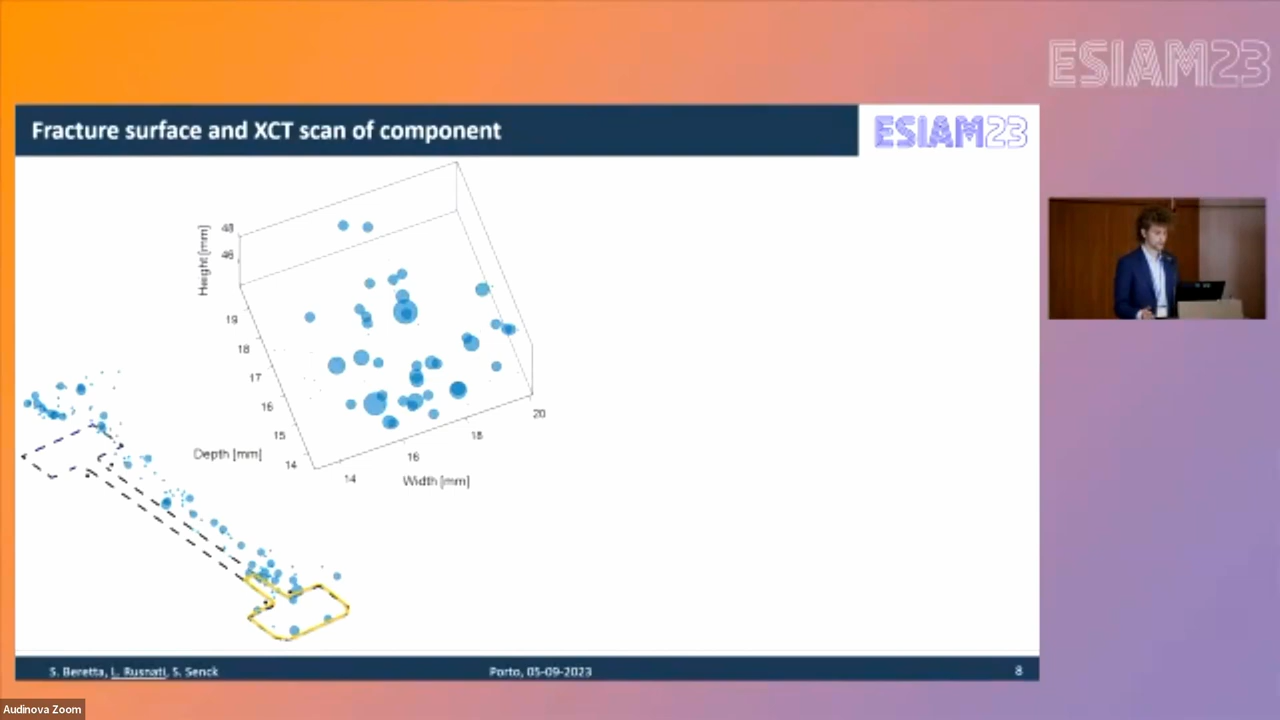 ESIAM23
Fracture surface and XCT scan of component
ESIAM23
Height [mm]
48
46
19
18
17
16
15
14
Depth [mm]
14
16
18
20
Width [mm]
S. Beretta, L. Rusnati, S. Senck
Porto, 05-09-2023
8
Audinova Zoom